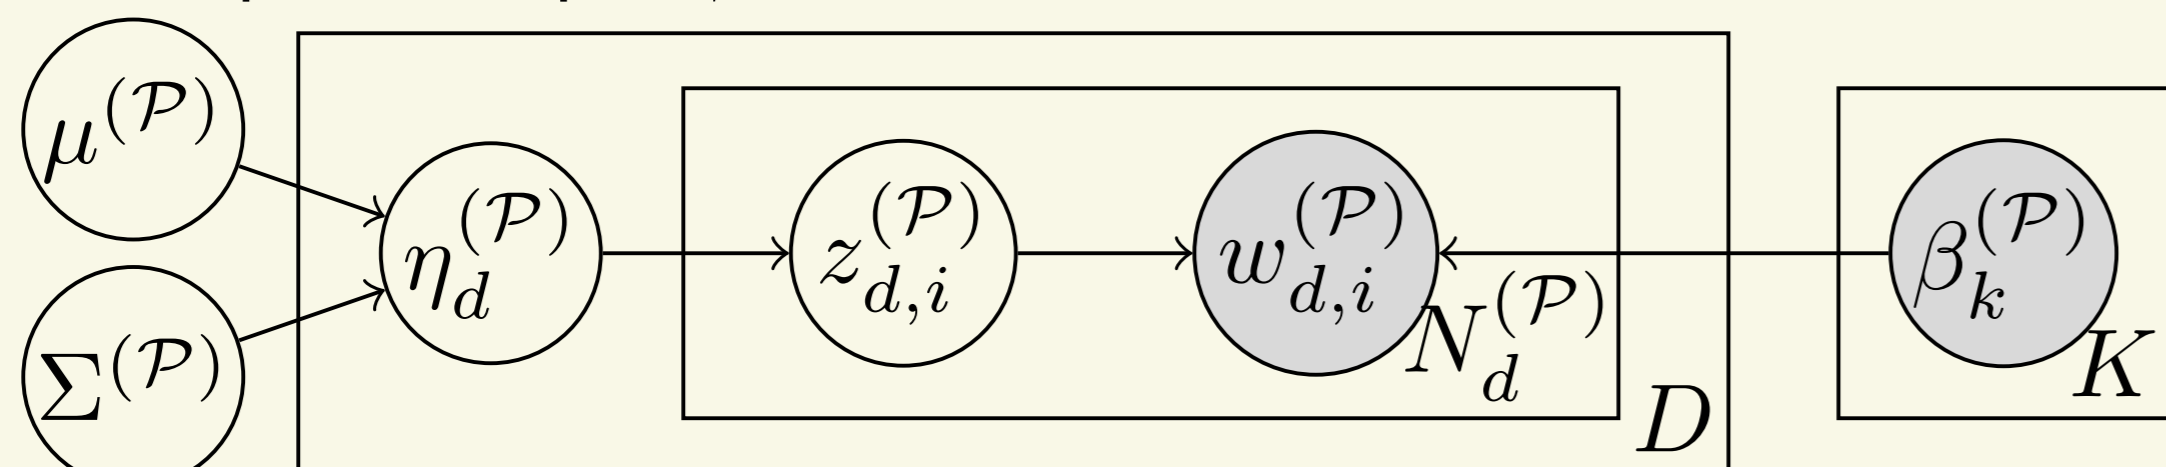 μ^(𝒫)
Σ^(𝒫)
η_d^(𝒫)
z_{d,i}^(𝒫)
w_{d,i}^(𝒫)
N_d^(𝒫)
D
β_k^(𝒫)
K